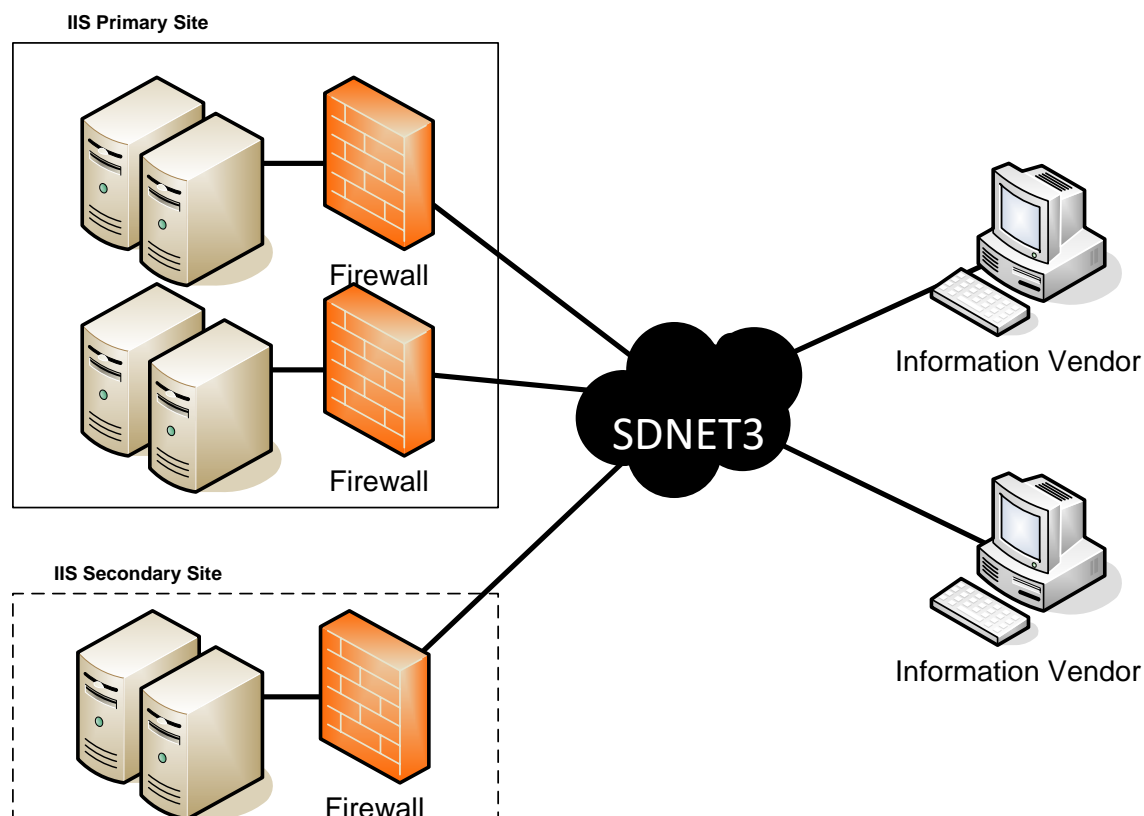 IIS Primary Site
Firewall
Firewall
SDNET3
Information Vendor
Information Vendor
IIS Secondary Site
Firewall